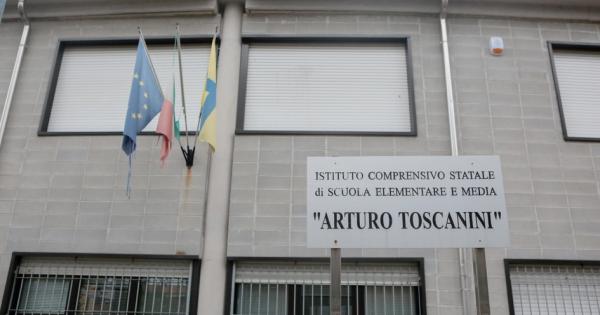 ISTITUTO COMPRENSIVO STATALE
di SCUOLA ELEMENTARE E MEDIA
"ARTURO TOSCANINI"